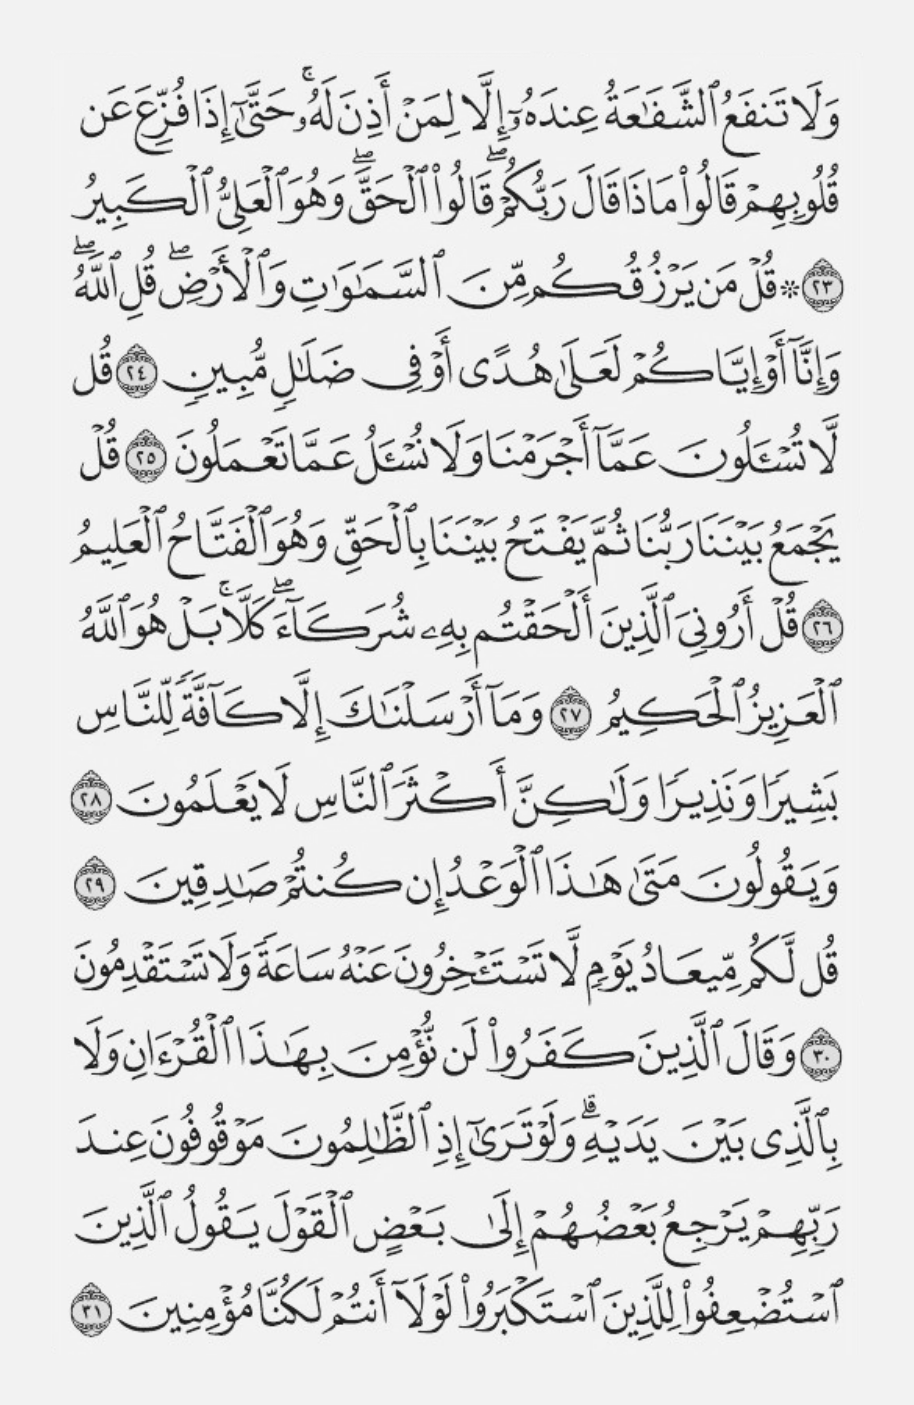 وَلَا تَنفَعُ ٱلشَّفَٰعَةُ عِندَهُۥٓ إِلَّا لِمَنْ أَذِنَ لَهُۥۚ حَتَّىٰٓ إِذَا فُزِّعَ عَن
قُلُوبِهِمْ قَالُوا۟ مَاذَا قَالَ رَبُّكُمْۖ قَالُوا۟ ٱلْحَقَّۖ وَهُوَ ٱلْعَلِىُّ ٱلْكَبِيرُ
٢٣ ۞ قُلْ مَن يَرْزُقُكُم مِّنَ ٱلسَّمَٰوَٰتِ وَٱلْأَرْضِۖ قُلِ ٱللَّهُۖ
وَإِنَّآ أَوْ إِيَّاكُمْ لَعَلَىٰ هُدًى أَوْ فِى ضَلَٰلٍ مُّبِينٍ ٢٤ قُل
لَّا تُسْـَٔلُونَ عَمَّآ أَجْرَمْنَا وَلَا نُسْـَٔلُ عَمَّا تَعْمَلُونَ ٢٥ قُلْ
يَجْمَعُ بَيْنَنَا رَبُّنَا ثُمَّ يَفْتَحُ بَيْنَنَا بِٱلْحَقِّ وَهُوَ ٱلْفَتَّاحُ ٱلْعَلِيمُ
٢٦ قُلْ أَرُونِىَ ٱلَّذِينَ أَلْحَقْتُم بِهِۦ شُرَكَآءَۖ كَلَّاۚ بَلْ هُوَ ٱللَّهُ
ٱلْعَزِيزُ ٱلْحَكِيمُ ٢٧ وَمَآ أَرْسَلْنَٰكَ إِلَّا كَآفَّةً لِّلنَّاسِ
بَشِيرًا وَنَذِيرًا وَلَٰكِنَّ أَكْثَرَ ٱلنَّاسِ لَا يَعْلَمُونَ ٢٨
وَيَقُولُونَ مَتَىٰ هَٰذَا ٱلْوَعْدُ إِن كُنتُمْ صَٰدِقِينَ ٢٩
قُل لَّكُم مِّيعَادُ يَوْمٍ لَّا تَسْتَـْٔخِرُونَ عَنْهُ سَاعَةً وَلَا تَسْتَقْدِمُونَ
٣٠ وَقَالَ ٱلَّذِينَ كَفَرُوا۟ لَن نُّؤْمِنَ بِهَٰذَا ٱلْقُرْءَانِ وَلَا
بِٱلَّذِى بَيْنَ يَدَيْهِۗ وَلَوْ تَرَىٰٓ إِذِ ٱلظَّٰلِمُونَ مَوْقُوفُونَ عِندَ
رَبِّهِمْ يَرْجِعُ بَعْضُهُمْ إِلَىٰ بَعْضٍ ٱلْقَوْلَ يَقُولُ ٱلَّذِينَ
ٱسْتُضْعِفُوا۟ لِلَّذِينَ ٱسْتَكْبَرُوا۟ لَوْلَآ أَنتُمْ لَكُنَّا مُؤْمِنِينَ ٣١